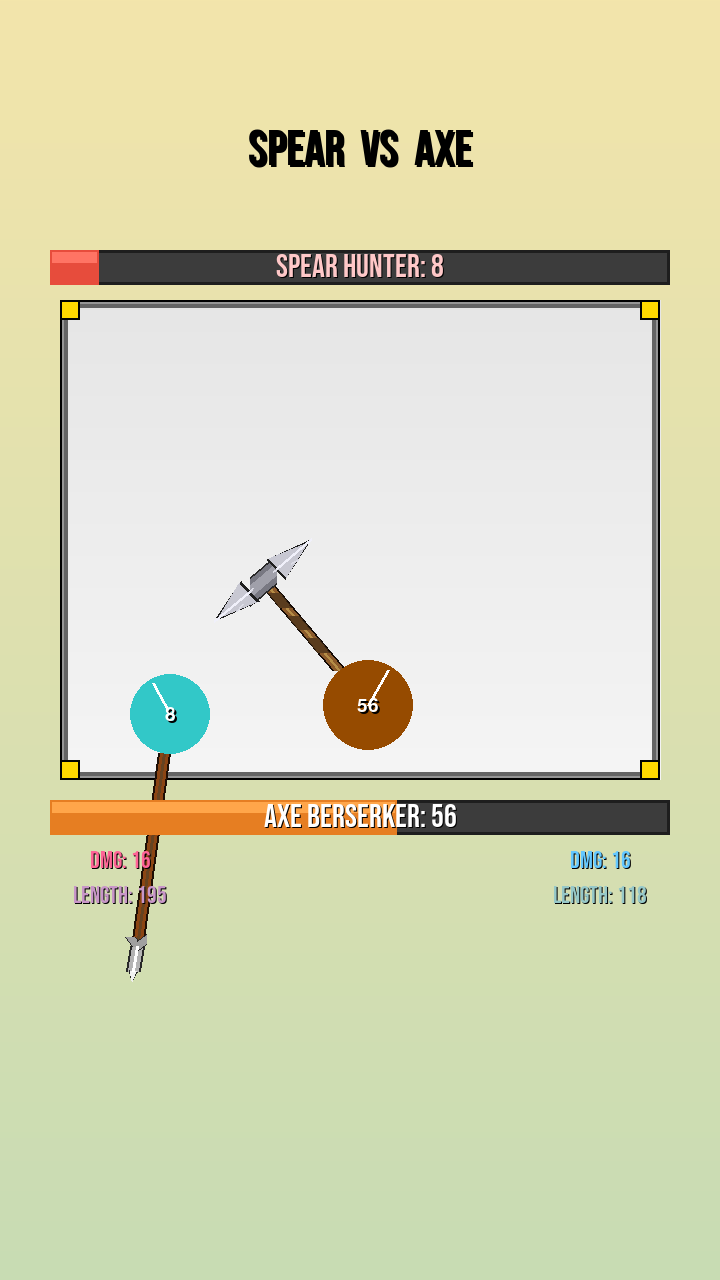 SPEAR VS AXE
SPEAR HUNTER: 8
8
56
AXE BERSERKER: 56
DMG: 16
DMG: 16
LENGTH: 195
LENGTH: 118